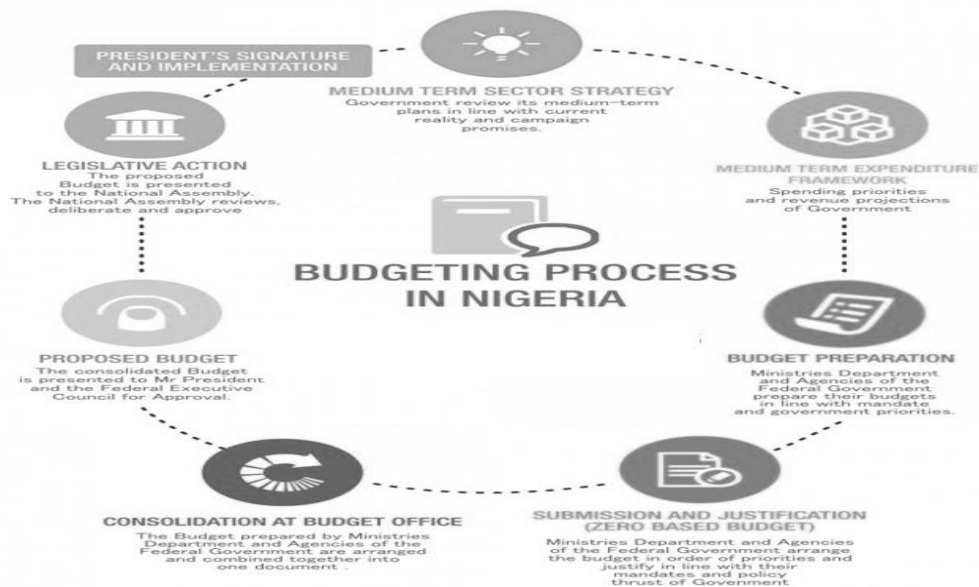 PRESIDENT'S SIGNATURE
AND IMPLEMENTATION
MEDIUM TERM SECTOR STRATEGY
Government review its medium-term
plans in line with current
reality and campaign
promises.
MEDIUM TERM EXPENDITURE
FRAMEWORK
Spending priorities
and revenue projections
of Government
BUDGET PREPARATION
Ministries Department
and Agencies of the
Federal Government
prepare their budgets
in line with mandate
and government priorities.
SUBMISSION AND JUSTIFICATION
(ZERO BASED BUDGET)
Ministries Department and Agencies
of the Federal Government arrange
the budget in order of priorities and
justify in line with their
mandates and policy
thrust of Government
CONSOLIDATION AT BUDGET OFFICE
The Budget prepared by Ministries
Department and Agencies of the
Federal Government are arranged
and combined together into
one document .
PROPOSED BUDGET
The consolidated Budget
is presented to Mr President
and the Federal Executive
Council for Approval.
LEGISLATIVE ACTION
The proposed
Budget is presented
to the National Assembly.
The National Assembly reviews,
deliberate and approve
BUDGETING PROCESS
IN NIGERIA